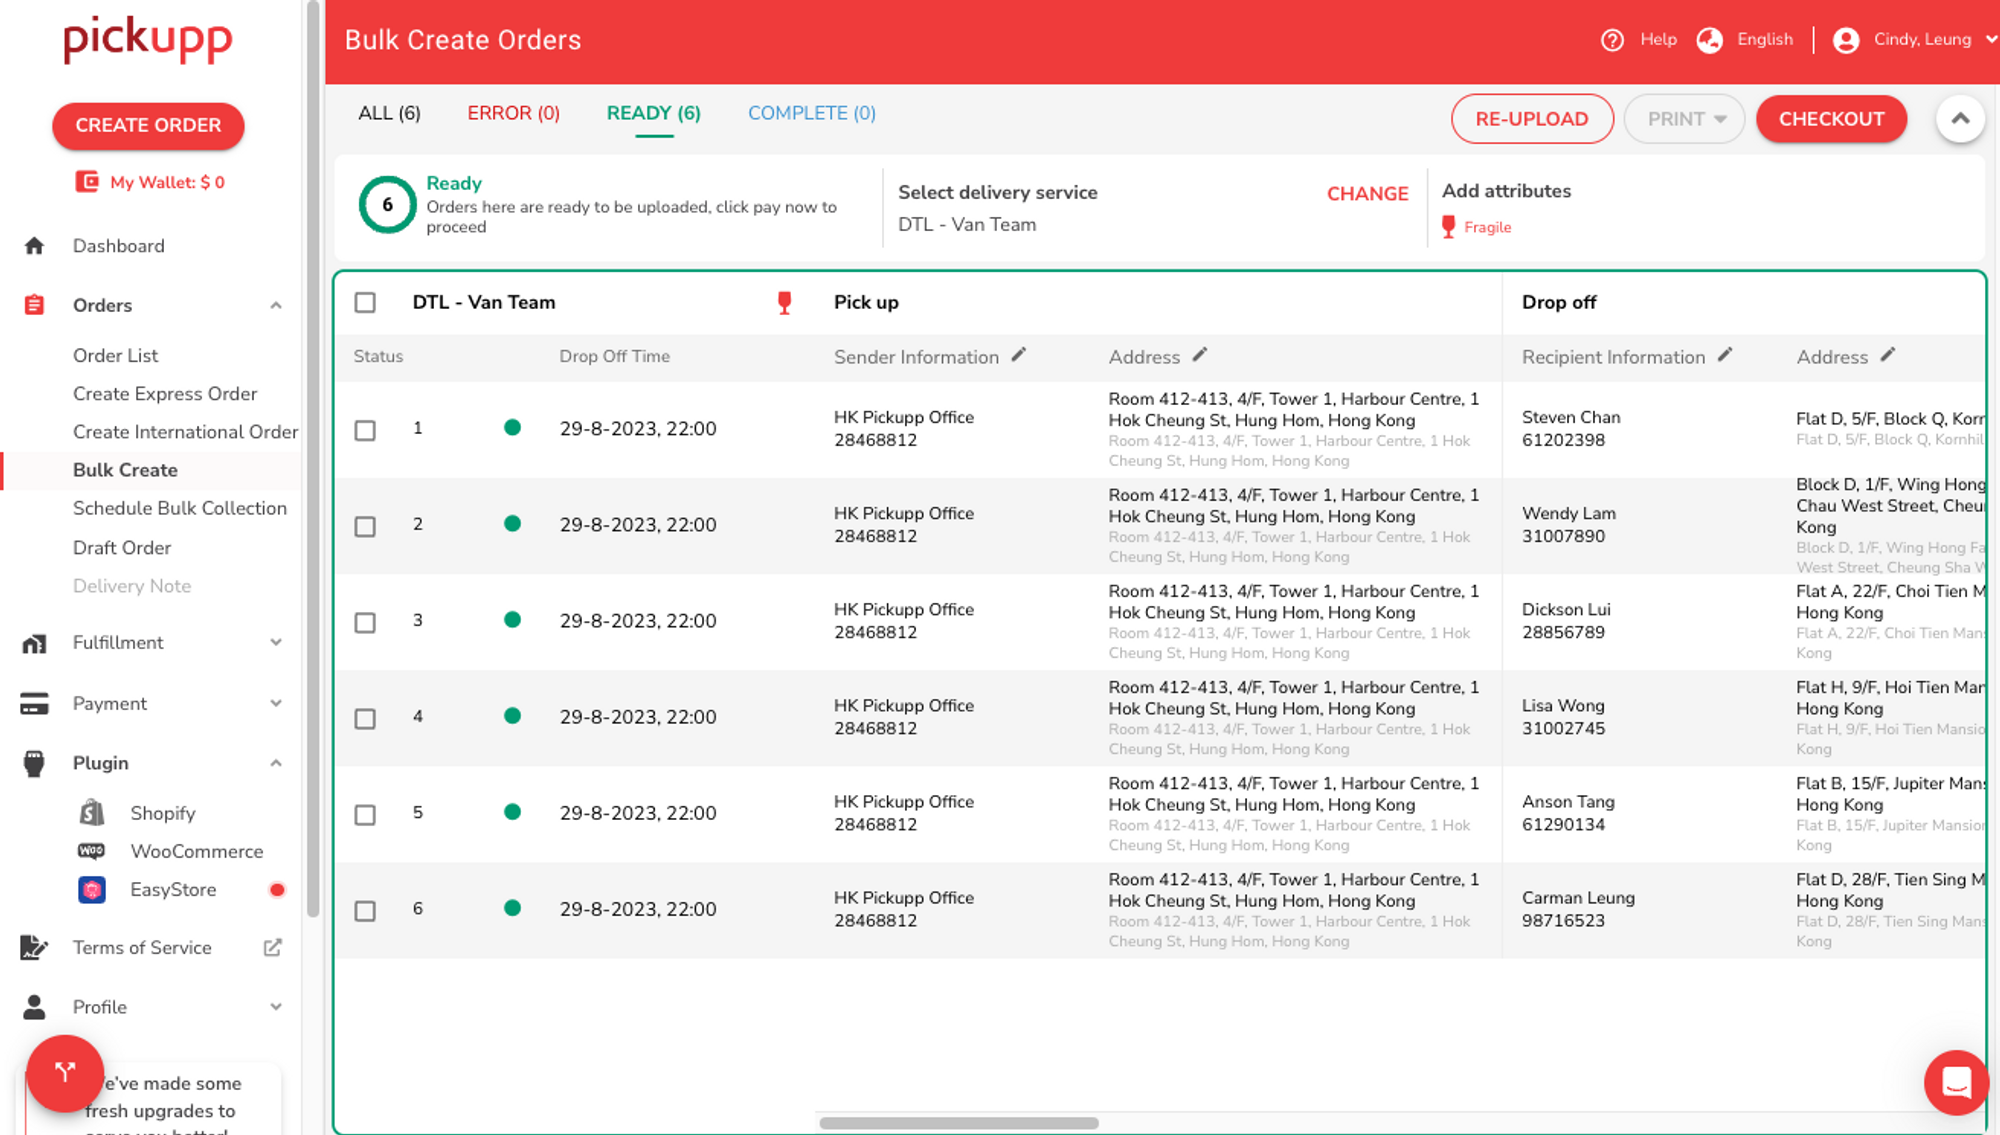 pickupp
CREATE ORDER
My Wallet: $ 0
Dashboard
Orders
Order List
Create Express Order
Create International Order
Bulk Create
Schedule Bulk Collection
Draft Order
Delivery Note
Fulfillment
Payment
Plugin
Shopify
WooCommerce
EasyStore
Terms of Service
Profile
We've made some
fresh upgrades to
Bulk Create Orders
Help
English
Cindy, Leung
ALL (6)
ERROR (0)
READY (6)
COMPLETE (0)
RE-UPLOAD
PRINT
CHECKOUT
6
Ready
Orders here are ready to be uploaded, click pay now to
proceed
Select delivery service
DTL - Van Team
CHANGE
Add attributes
Fragile
DTL - Van Team
Pick up
Drop off
Status
Drop Off Time
Sender Information
Address
Recipient Information
Address
1
29-8-2023, 22:00
HK Pickupp Office
28468812
Room 412-413, 4/F, Tower 1, Harbour Centre, 1
Hok Cheung St, Hung Hom, Hong Kong
Room 412-413, 4/F, Tower 1, Harbour Centre, 1 Hok
Cheung St, Hung Hom, Hong Kong
Steven Chan
61202398
Flat D, 5/F, Block Q, Korn
Flat D, 5/F, Block Q, Kornhil
2
29-8-2023, 22:00
HK Pickupp Office
28468812
Room 412-413, 4/F, Tower 1, Harbour Centre, 1
Hok Cheung St, Hung Hom, Hong Kong
Room 412-413, 4/F, Tower 1, Harbour Centre, 1 Hok
Cheung St, Hung Hom, Hong Kong
Wendy Lam
31007890
Block D, 1/F, Wing Hong
Chau West Street, Cheu
Kong
Block D, 1/F, Wing Hong Fa
West Street, Cheung Sha W
3
29-8-2023, 22:00
HK Pickupp Office
28468812
Room 412-413, 4/F, Tower 1, Harbour Centre, 1
Hok Cheung St, Hung Hom, Hong Kong
Room 412-413, 4/F, Tower 1, Harbour Centre, 1 Hok
Cheung St, Hung Hom, Hong Kong
Dickson Lui
28856789
Flat A, 22/F, Choi Tien M
Hong Kong
Flat A, 22/F, Choi Tien Mans
Kong
4
29-8-2023, 22:00
HK Pickupp Office
28468812
Room 412-413, 4/F, Tower 1, Harbour Centre, 1
Hok Cheung St, Hung Hom, Hong Kong
Room 412-413, 4/F, Tower 1, Harbour Centre, 1 Hok
Cheung St, Hung Hom, Hong Kong
Lisa Wong
31002745
Flat H, 9/F, Hoi Tien Man
Hong Kong
Flat H, 9/F, Hoi Tien Mansio
Kong
5
29-8-2023, 22:00
HK Pickupp Office
28468812
Room 412-413, 4/F, Tower 1, Harbour Centre, 1
Hok Cheung St, Hung Hom, Hong Kong
Room 412-413, 4/F, Tower 1, Harbour Centre, 1 Hok
Cheung St, Hung Hom, Hong Kong
Anson Tang
61290134
Flat B, 15/F, Jupiter Mans
Hong Kong
Flat B, 15/F, Jupiter Mansion
Kong
6
29-8-2023, 22:00
HK Pickupp Office
28468812
Room 412-413, 4/F, Tower 1, Harbour Centre, 1
Hok Cheung St, Hung Hom, Hong Kong
Room 412-413, 4/F, Tower 1, Harbour Centre, 1 Hok
Cheung St, Hung Hom, Hong Kong
Carman Leung
98716523
Flat D, 28/F, Tien Sing M
Hong Kong
Flat D, 28/F, Tien Sing Mans
Kong